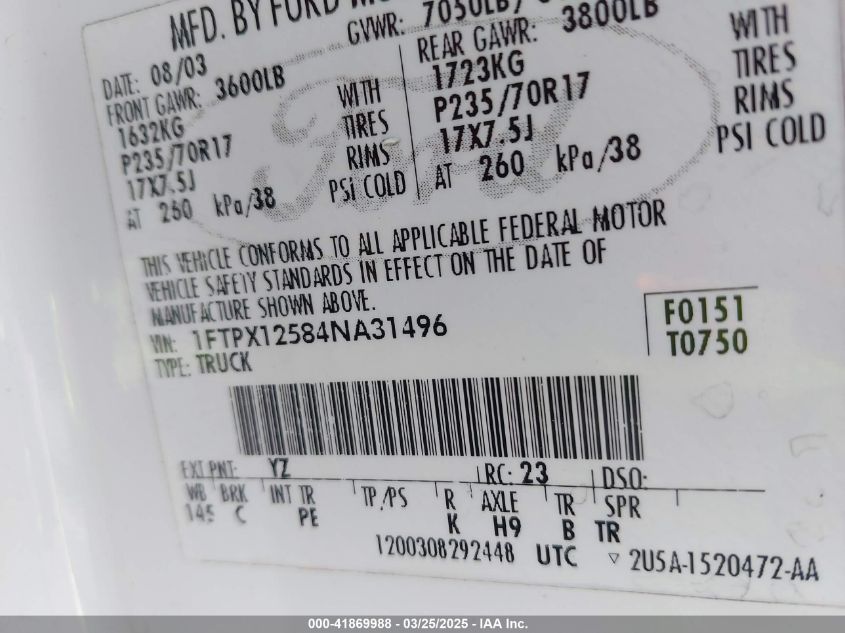 MFD. BY FORD
GVWR: 7050LB/
DATE: 08/03
FRONT GAWR: 3600LB
1632KG
P235/70R17
17X7.5J
AT 260 kPa/38
WITH
TIRES
RIMS
PSI COLD
REAR GAWR: 3800LB
1723KG
P235/70R17
17X7.5J
AT 260 kPa/38
WITH
TIRES
RIMS
PSI COLD
Ford
THIS VEHICLE CONFORMS TO ALL APPLICABLE FEDERAL MOTOR
VEHICLE SAFETY STANDARDS IN EFFECT ON THE DATE OF
MANUFACTURE SHOWN ABOVE.
VIN: 1FTPX12584NA31496
TYPE: TRUCK
F0151
T0750
EXT PNT: YZ RC: 23 DSO:
WB BRK INT TR TP/PS R AXLE TR SPR
145 C PE K H9 B TR
1200308292448 UTC ▽ 2U5A-1520472-AA
000-41869988 - 03/25/2025 - IAA Inc.